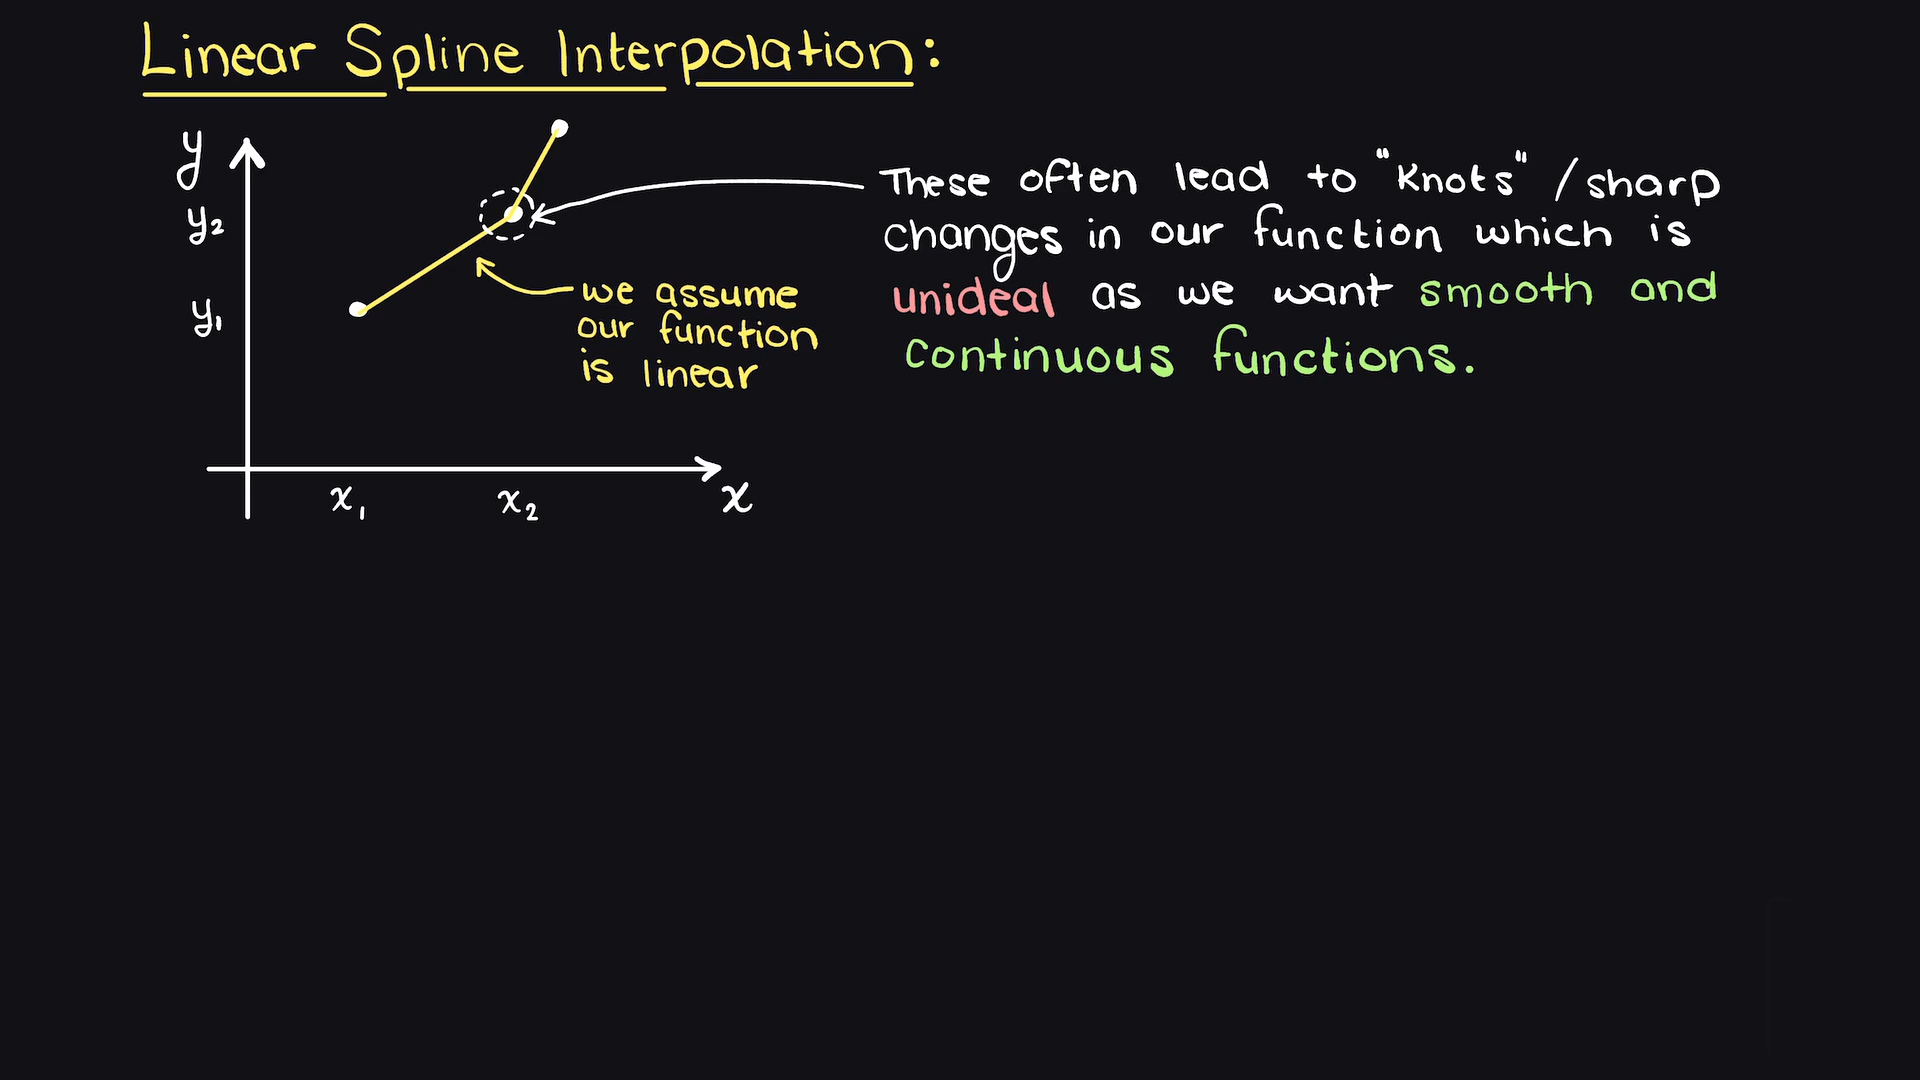 Linear Spline Interpolation:
y
y₂
y₁
x₁
x₂
x
we assume
our function
is linear
These often lead to "Knots" / sharp
changes in our function which is
unideal as we want smooth and
continuous functions.